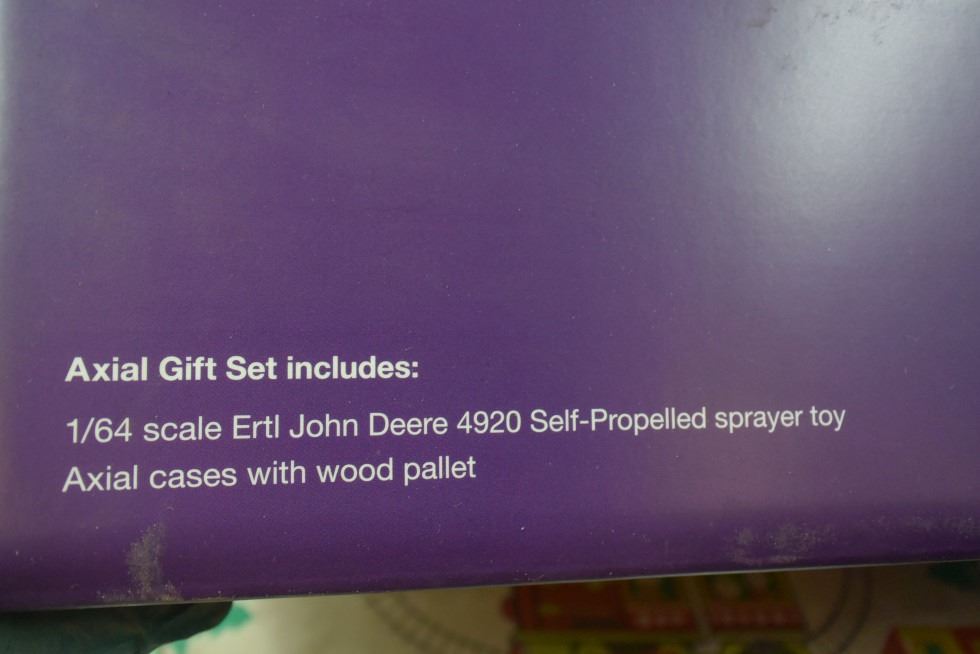 Axial Gift Set includes:
1/64 scale Ertl John Deere 4920 Self-Propelled sprayer toy
Axial cases with wood pallet